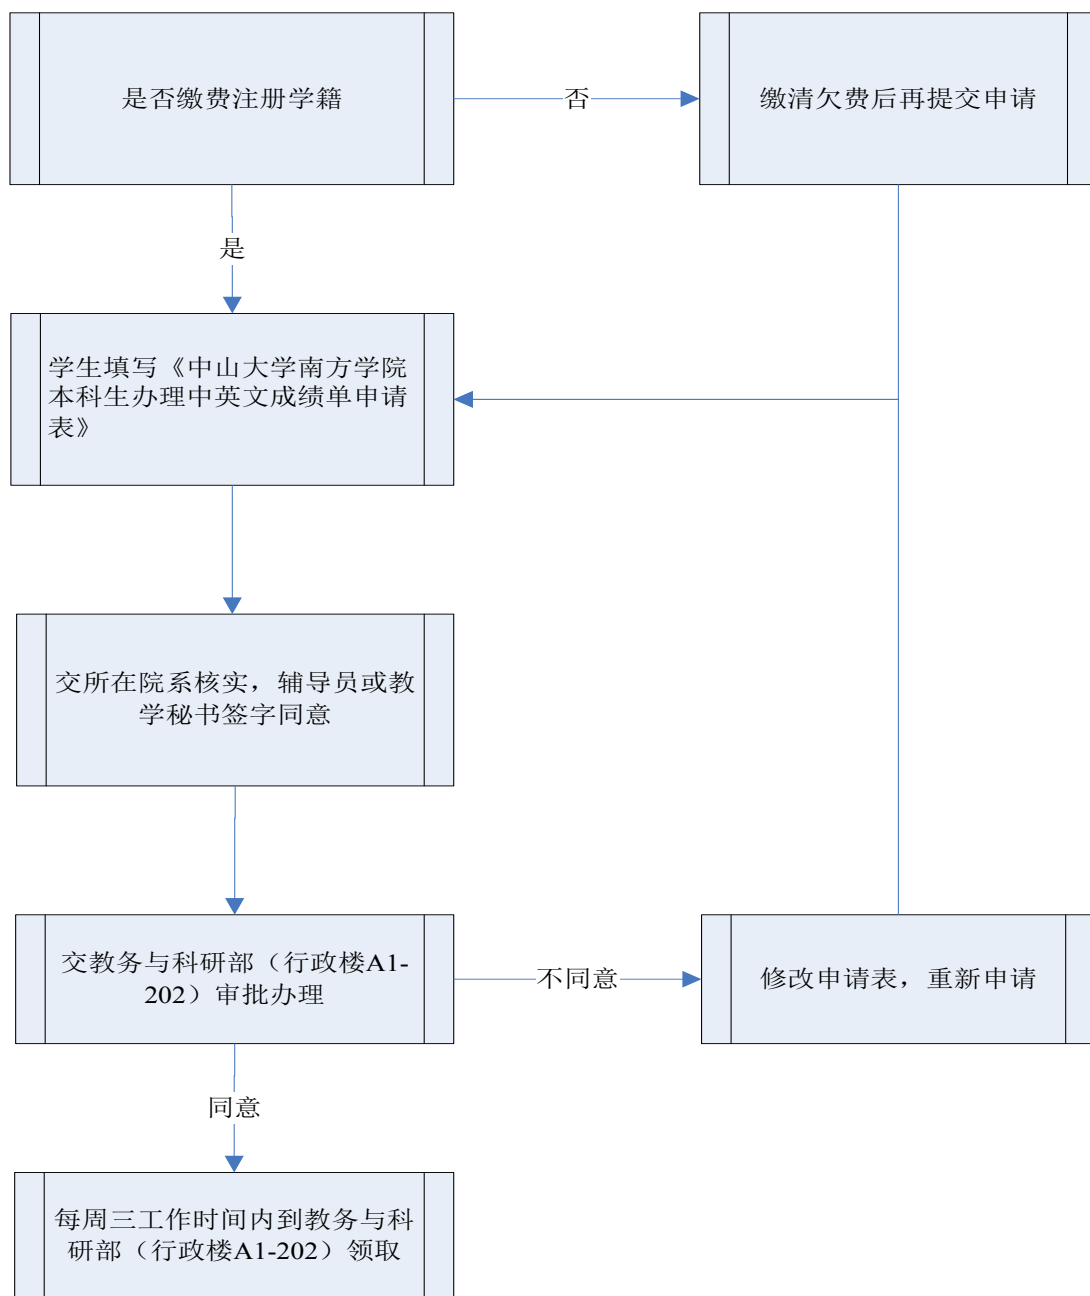 是否缴费注册学籍
否
缴清欠费后再提交申请
是
学生填写《中山大学南方学院
本科生办理中英文成绩单申请
表》
交所在院系核实，辅导员或教
学秘书签字同意
交教务与科研部（行政楼A1-
202）审批办理
不同意
修改申请表，重新申请
同意
每周三工作时间内到教务与科
研部（行政楼A1-202）领取